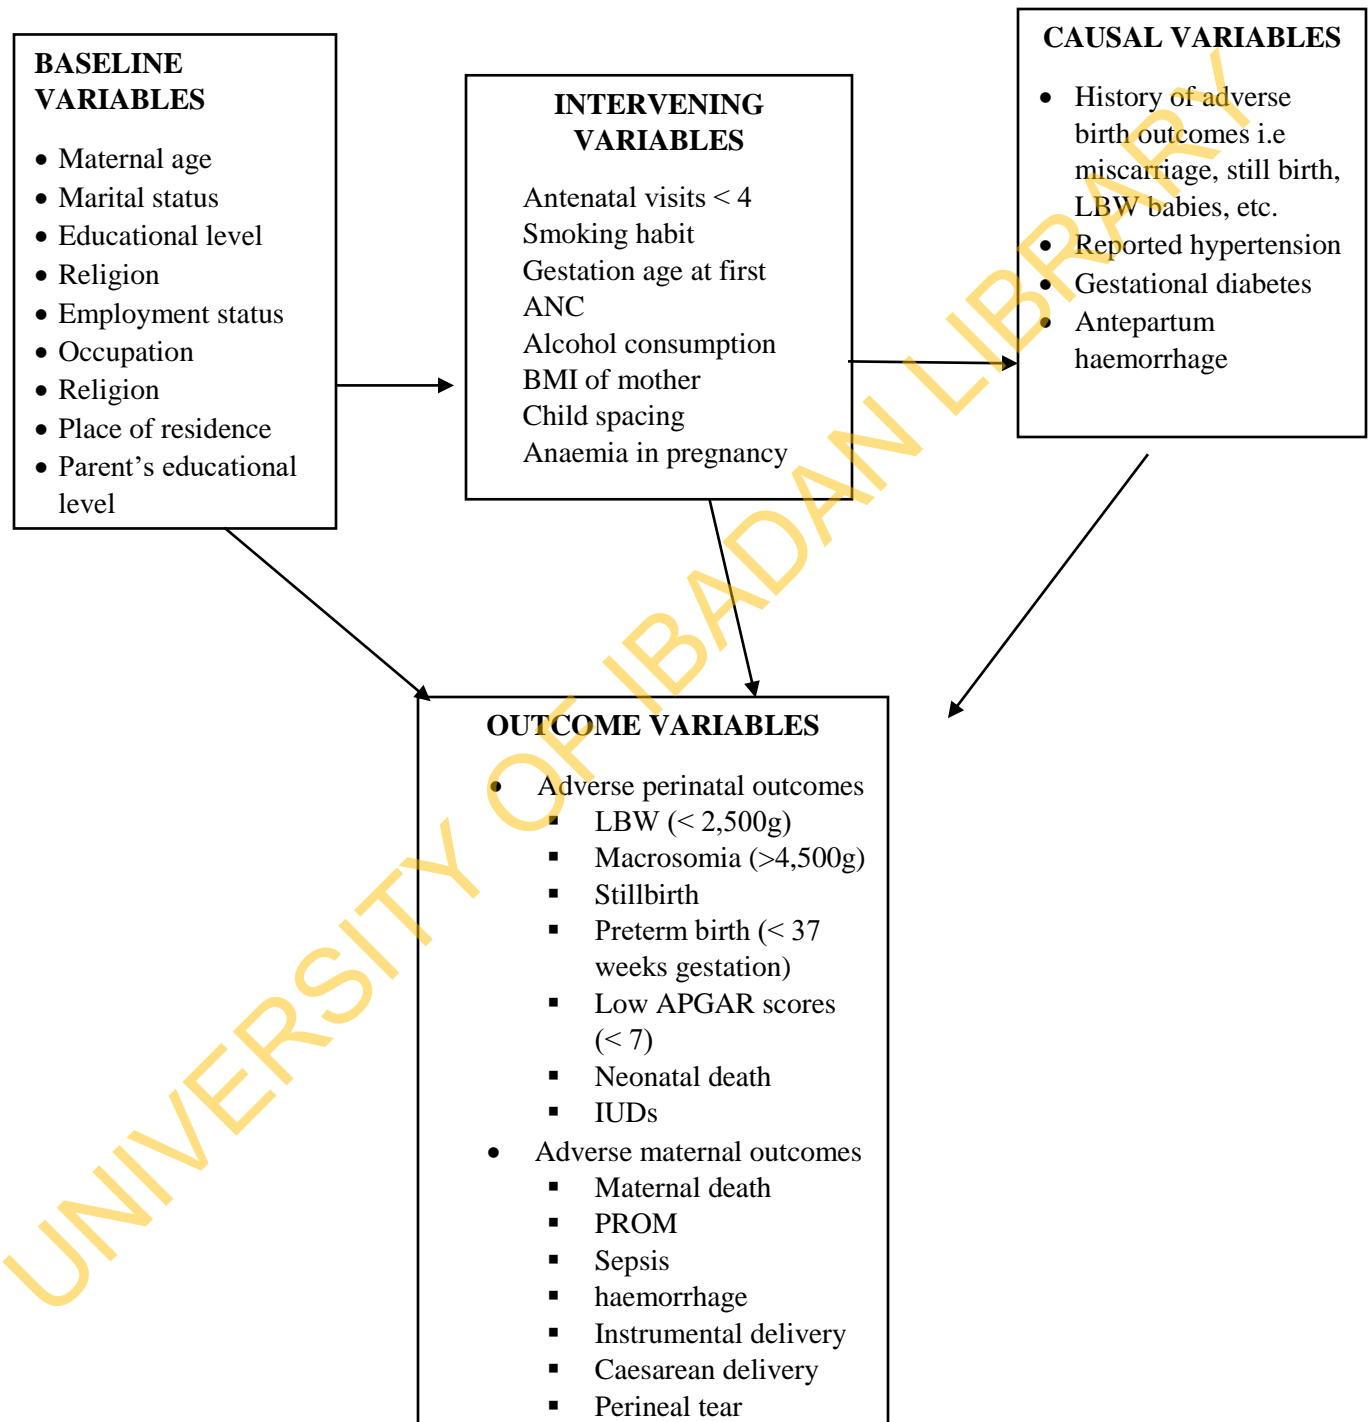 BASELINE
VARIABLES
• Maternal age
• Marital status
• Educational level
• Religion
• Employment status
• Occupation
• Religion
• Place of residence
• Parent's educational
level
INTERVENING
VARIABLES
Antenatal visits < 4
Smoking habit
Gestation age at first
ANC
Alcohol consumption
BMI of mother
Child spacing
Anaemia in pregnancy
CAUSAL VARIABLES
• History of adverse
birth outcomes i.e
miscarriage, still birth,
LBW babies, etc.
• Reported hypertension
• Gestational diabetes
• Antepartum
haemorrhage
OUTCOME VARIABLES
• Adverse perinatal outcomes
▪ LBW (< 2,500g)
▪ Macrosomia (>4,500g)
▪ Stillbirth
▪ Preterm birth (< 37
weeks gestation)
▪ Low APGAR scores
(< 7)
▪ Neonatal death
▪ IUDs
• Adverse maternal outcomes
▪ Maternal death
▪ PROM
▪ Sepsis
▪ haemorrhage
▪ Instrumental delivery
▪ Caesarean delivery
▪ Perineal tear
UNIVERSITY OF IBADAN LIBRARY